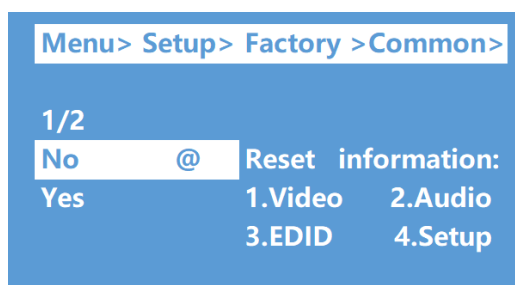 Menu> Setup> Factory >Common>
1/2
No @ Reset information:
Yes 1.Video 2.Audio
3.EDID 4.Setup